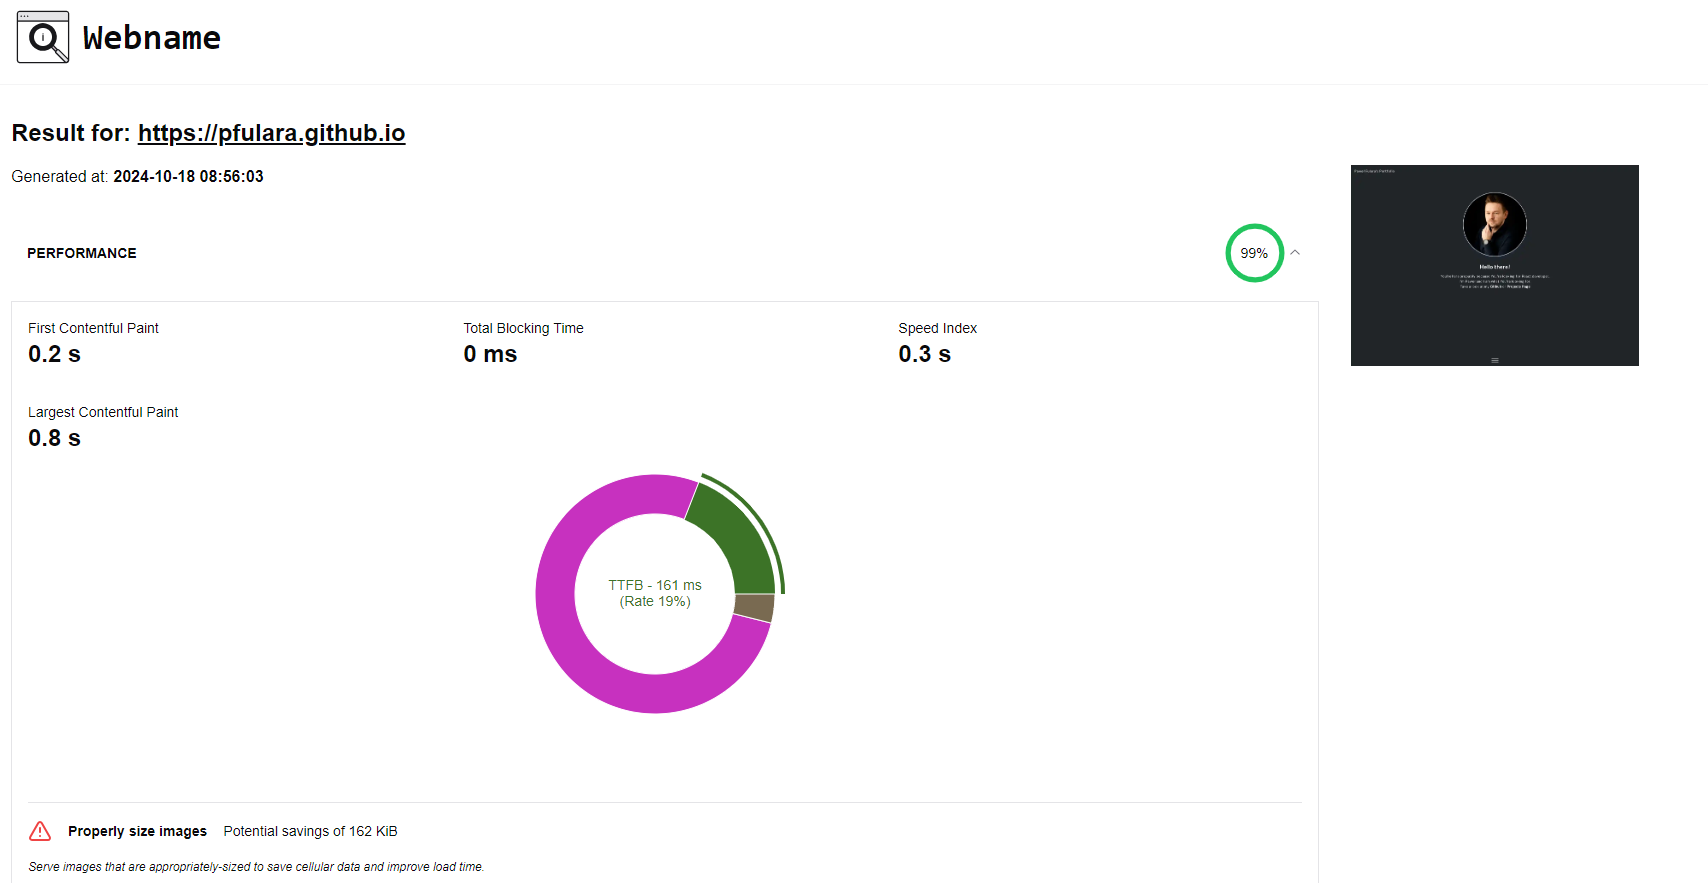 Webname
Result for: https://pfulara.github.io
Generated at: 2024-10-18 08:56:03
PERFORMANCE
99%
First Contentful Paint
0.2 s
Total Blocking Time
0 ms
Speed Index
0.3 s
Largest Contentful Paint
0.8 s
TTFB - 161 ms
(Rate 19%)
Properly size images Potential savings of 162 KiB
Serve images that are appropriately-sized to save cellular data and improve load time.
Hello there!